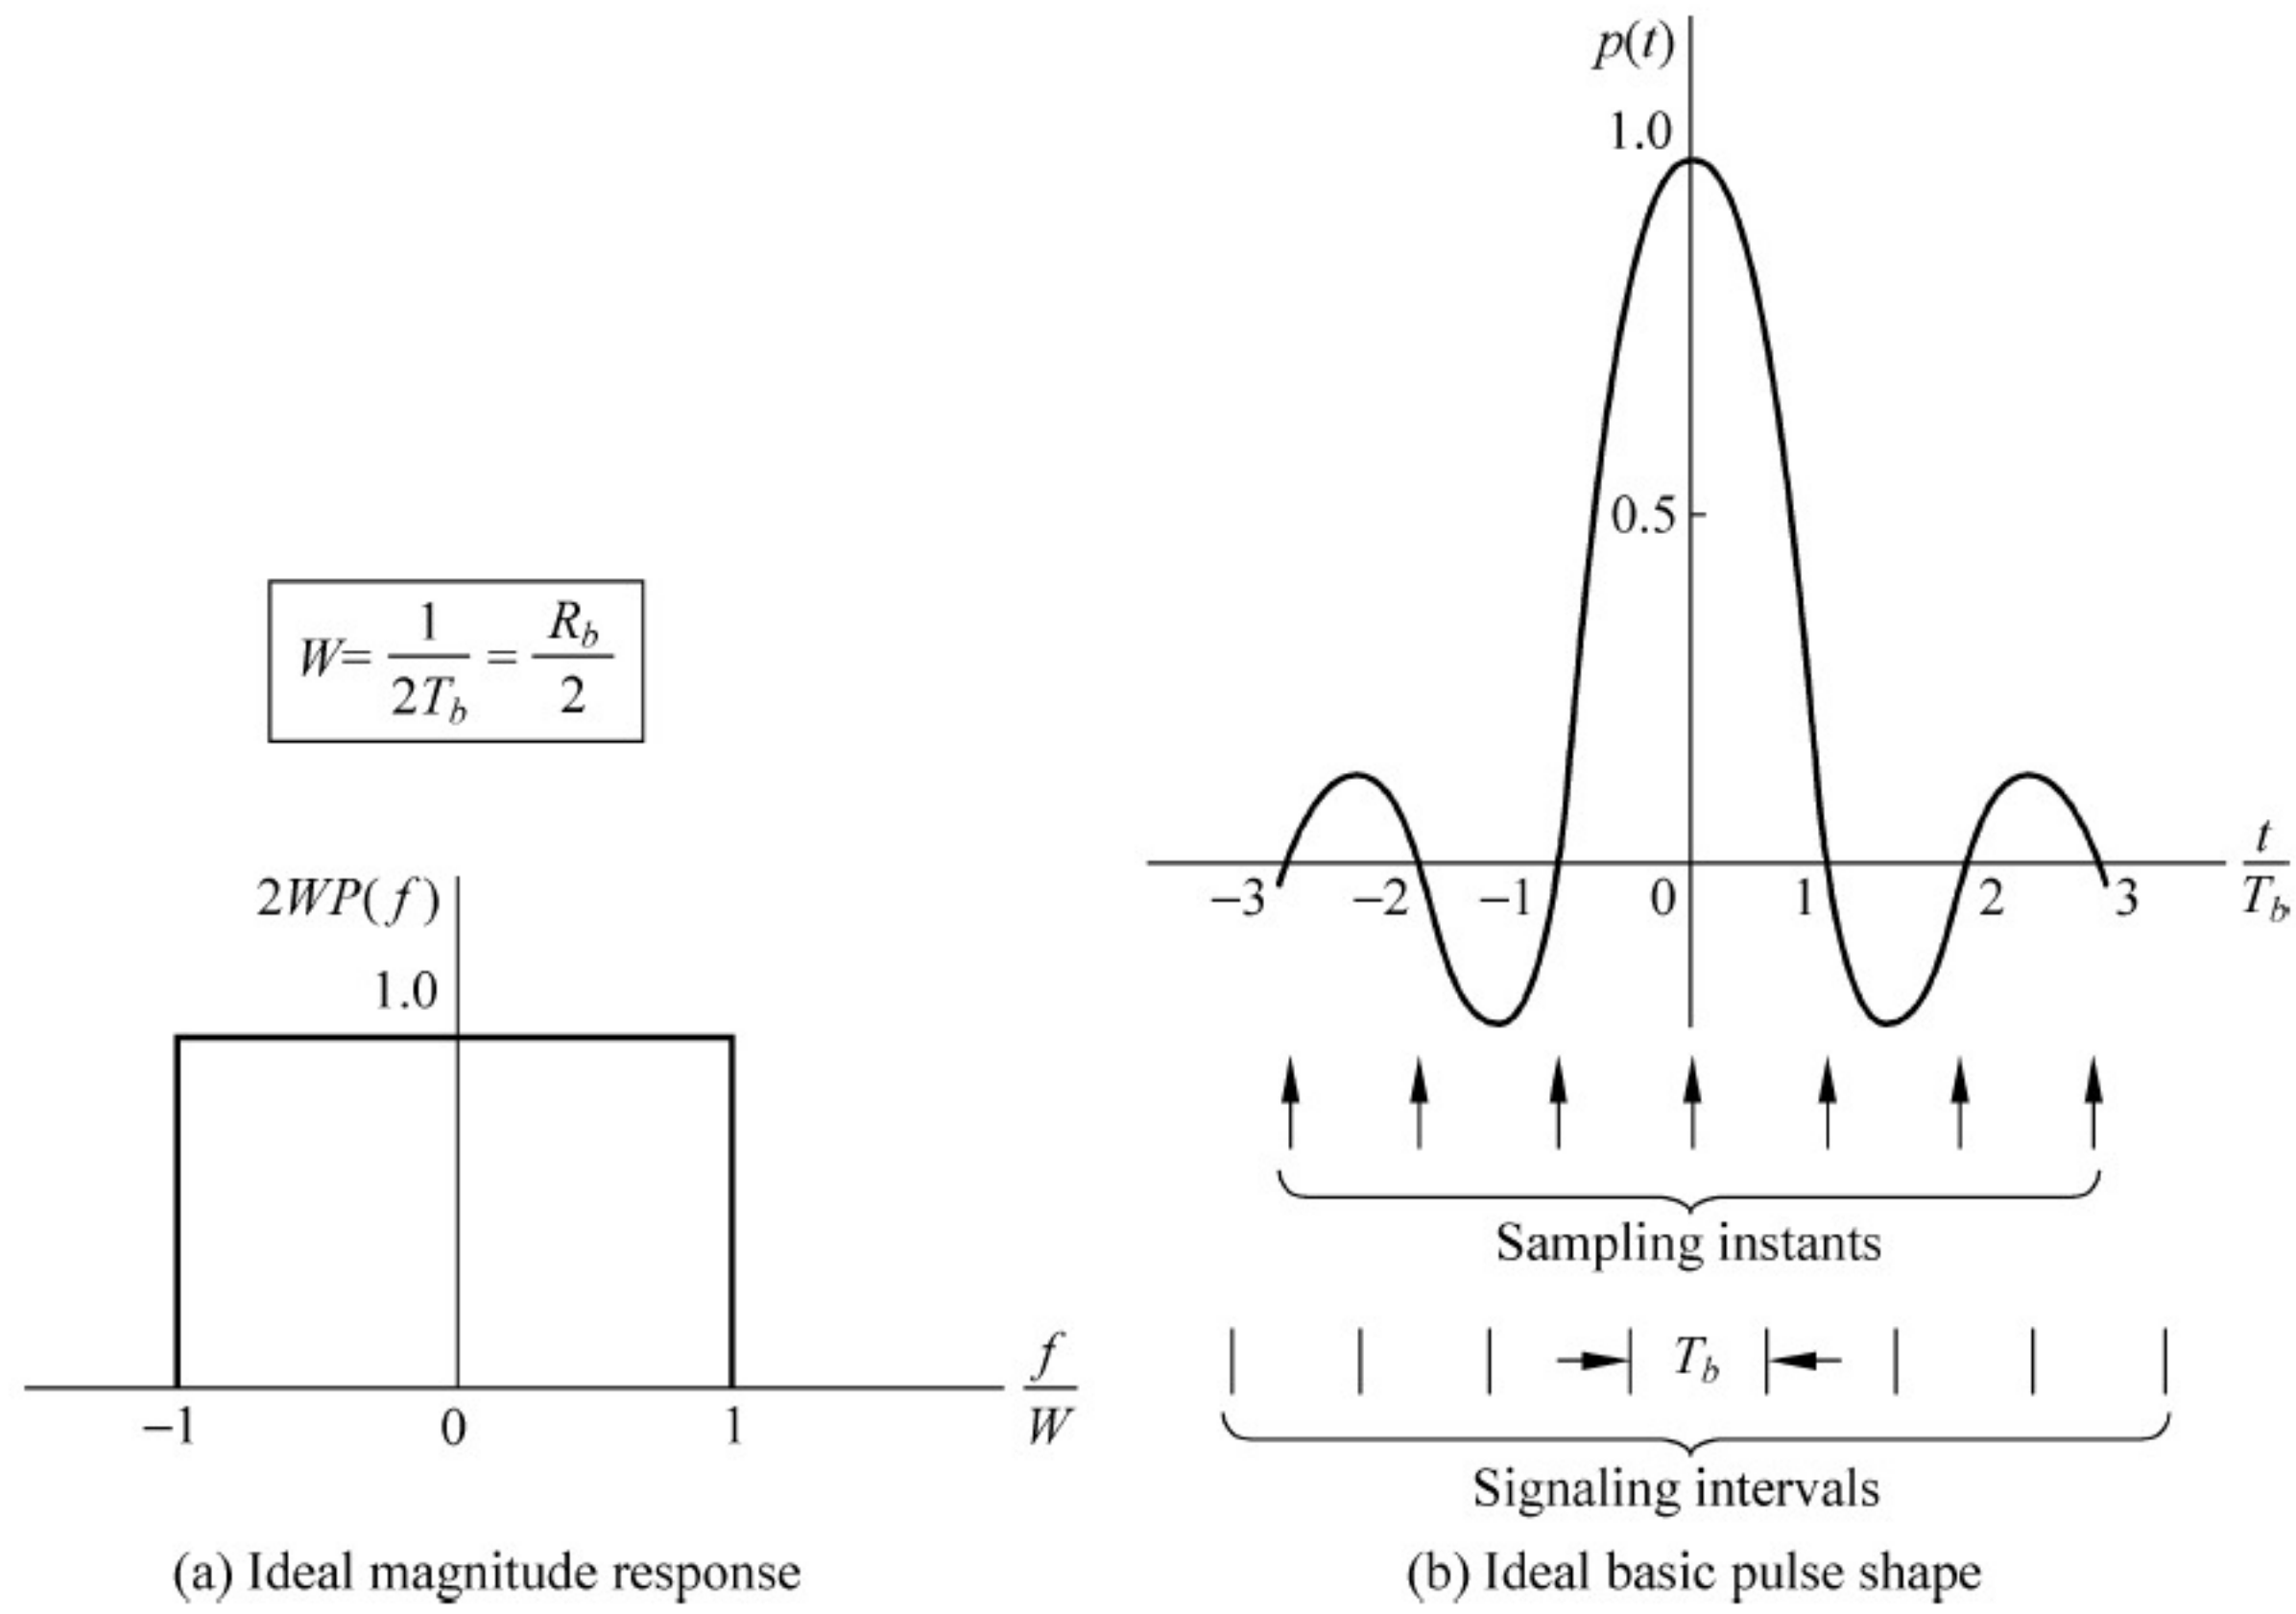 W= 1/2T_b = R_b/2
2WP(f)
1.0
−1 0 1
f/W
(a) Ideal magnitude response
p(t)
1.0
0.5
−3 −2 −1 0 1 2 3
t/T_b
Sampling instants
T_b
Signaling intervals
(b) Ideal basic pulse shape